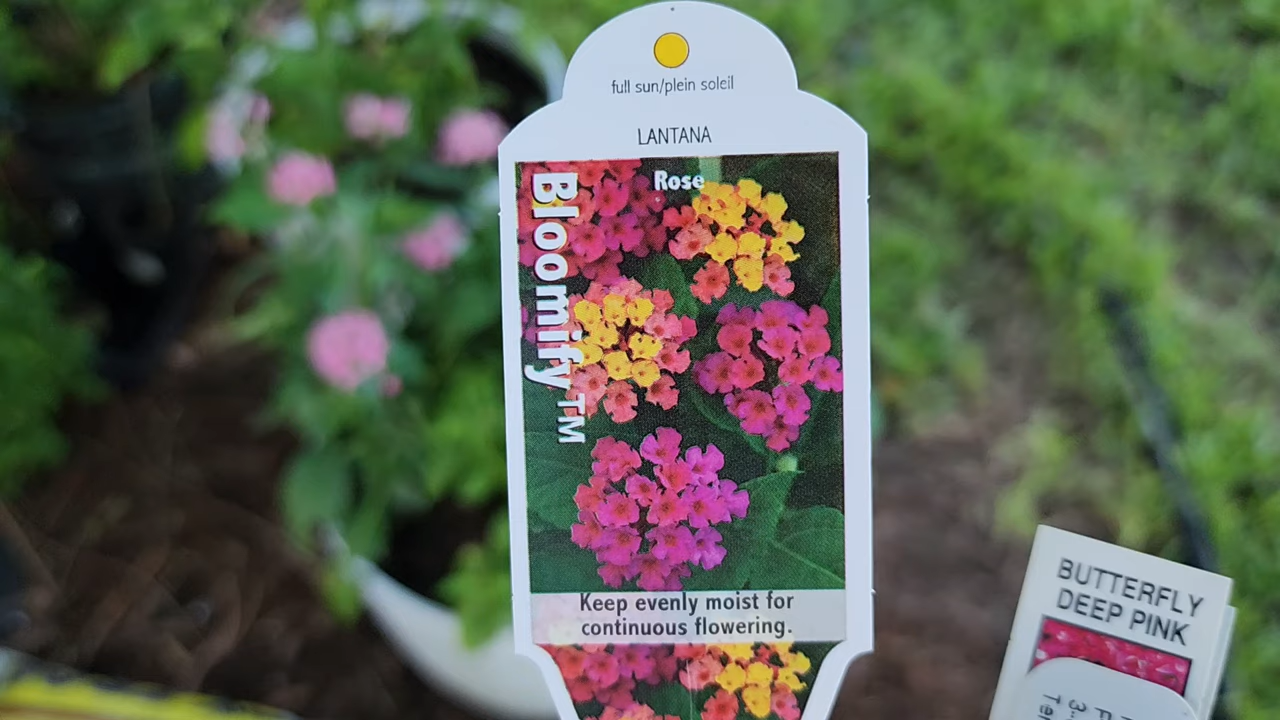 full sun/plein soleil
LANTANA
Rose
Bloomify™
Keep evenly moist for
continuous flowering.
BUTTERFLY
DEEP PINK